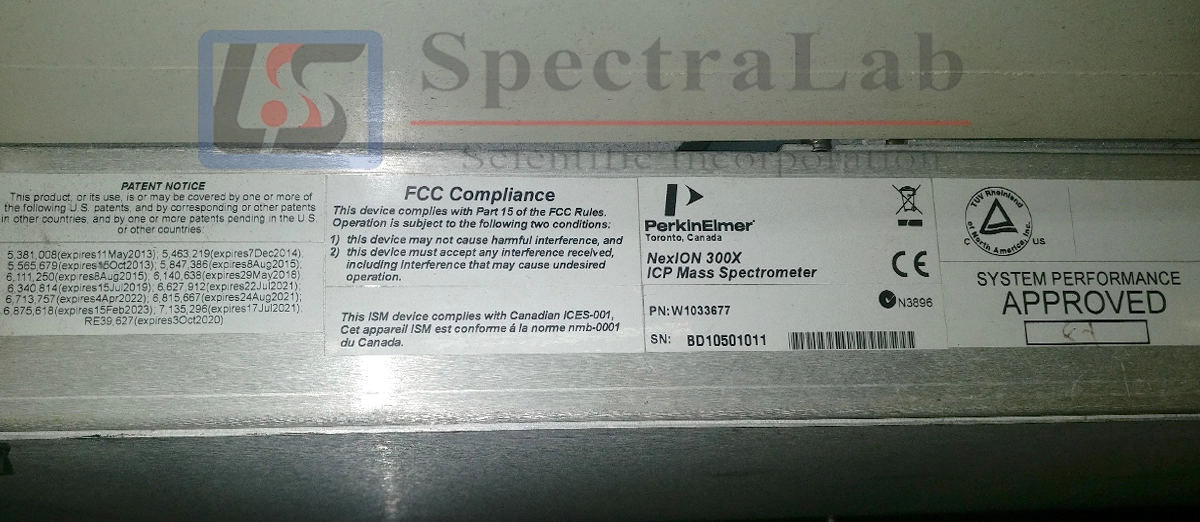 LS
SpectraLab
Scientific Incorporation
PATENT NOTICE
This product, or its use, is or may be covered by one or more of
the following U.S. patents, and by corresponding or other patents
in other countries, and by one or more patents pending in the U.S.
or other countries:
5,381,008(expires11May2013); 5,463,219(expires7Dec2014);
5,565,679(expires15Oct2013); 5,847,386(expires8Aug2015);
6,111,250(expires8Aug2015); 6,140,638(expires29May2018)
6,340,814(expires15Jul2019); 6,627,912(expires22Jul2021);
6,713,757(expires4Apr2022); 6,815,667(expires24Aug2021);
6,875,618(expires15Feb2023); 7,135,296(expires17Jul2021);
RE39,627(expires3Oct2020)
FCC Compliance
This device complies with Part 15 of the FCC Rules.
Operation is subject to the following two conditions:
1) this device may not cause harmful interference, and
2) this device must accept any interference received,
including interference that may cause undesired
operation.
This ISM device complies with Canadian ICES-001,
Cet appareil ISM est conforme á la norme nmb-0001
du Canada.
PerkinElmer
Toronto, Canada
NexION 300X
ICP Mass Spectrometer
PN: W1033677
SN: BD10501011
CE
N3896
TUV Rheinland
of North America, Inc.
C US
SYSTEM PERFORMANCE
APPROVED